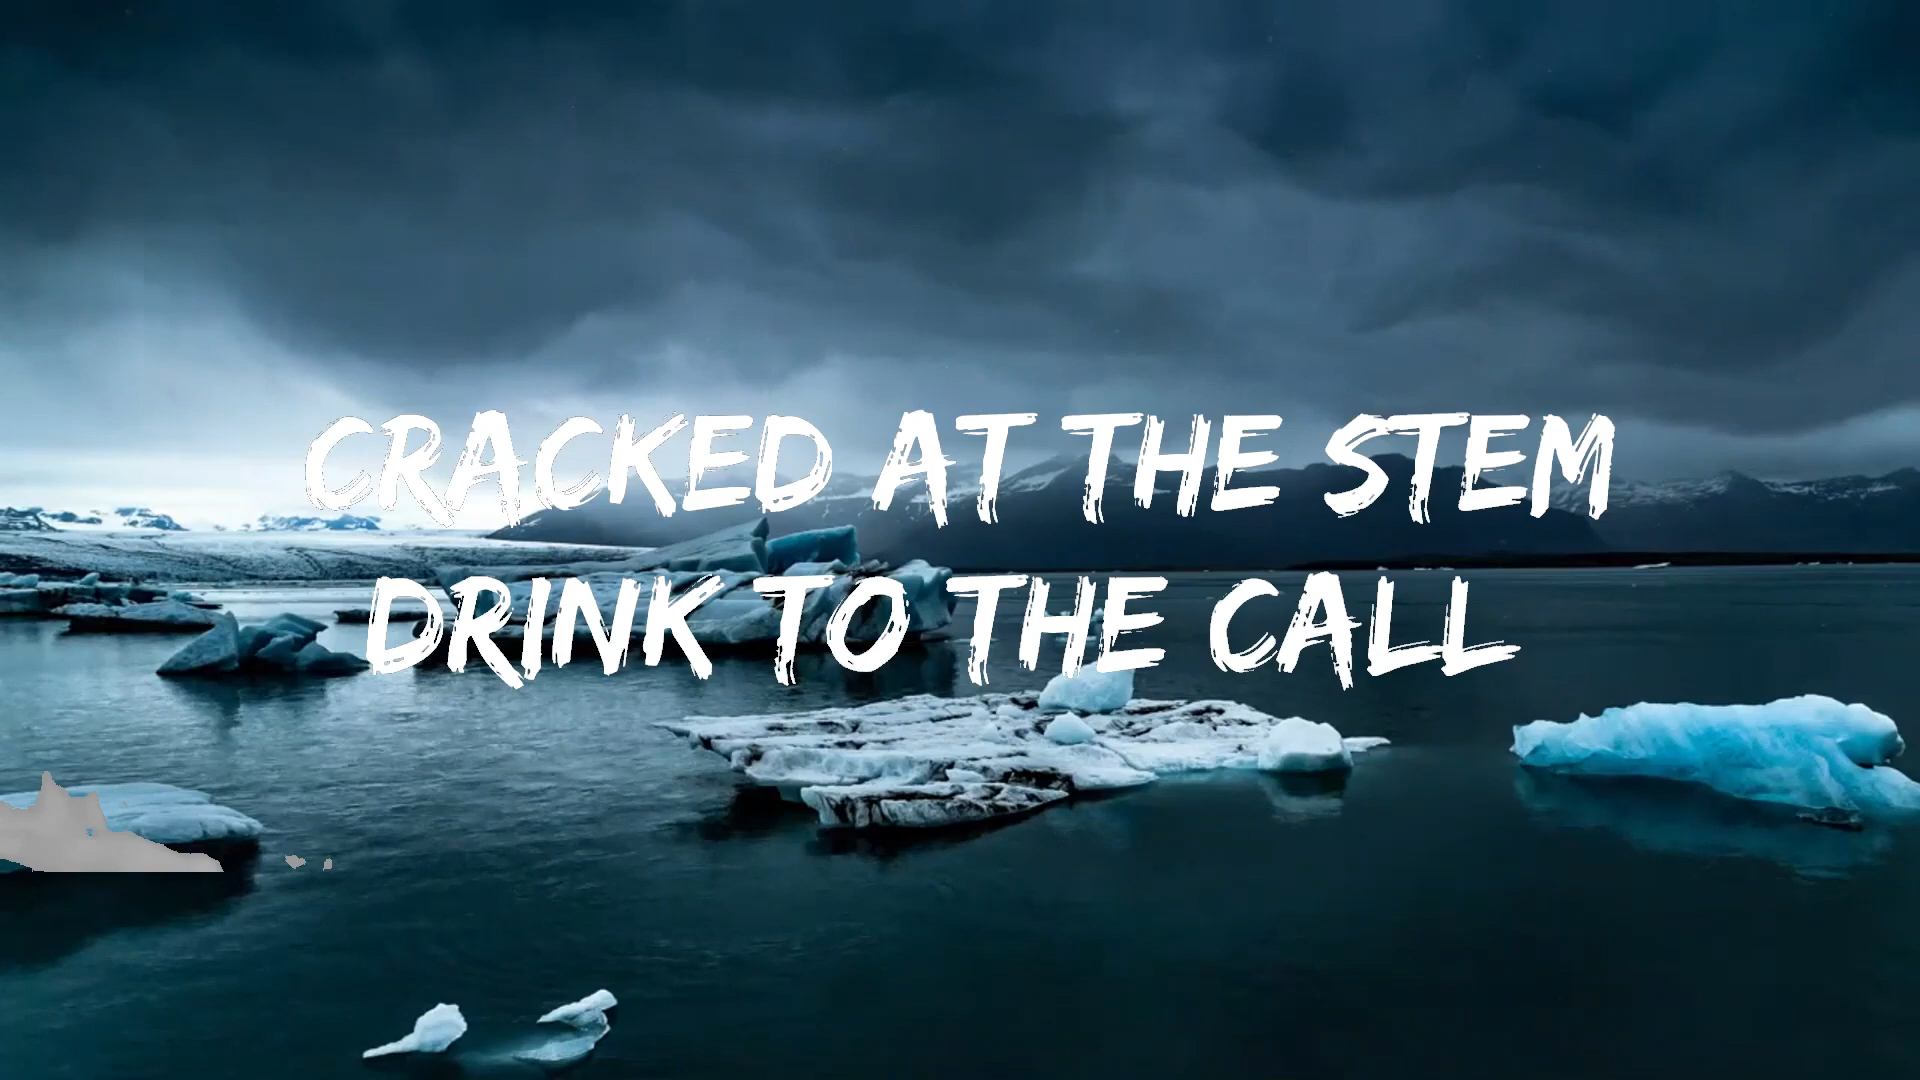 CRACKED AT THE STEM
DRINK TO THE CALL